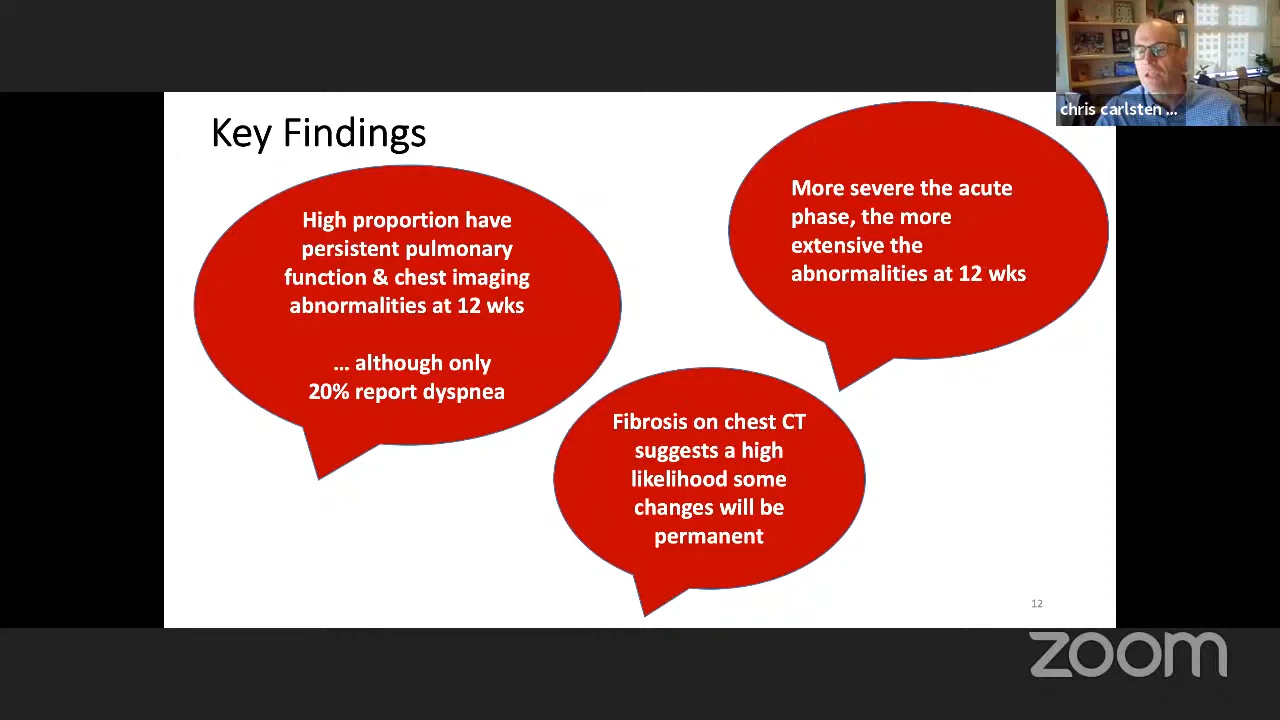 Key Findings
High proportion have
persistent pulmonary
function & chest imaging
abnormalities at 12 wks
... although only
20% report dyspnea
More severe the acute
phase, the more
extensive the
abnormalities at 12 wks
Fibrosis on chest CT
suggests a high
likelihood some
changes will be
permanent
12
chris carlsten ...
zoom